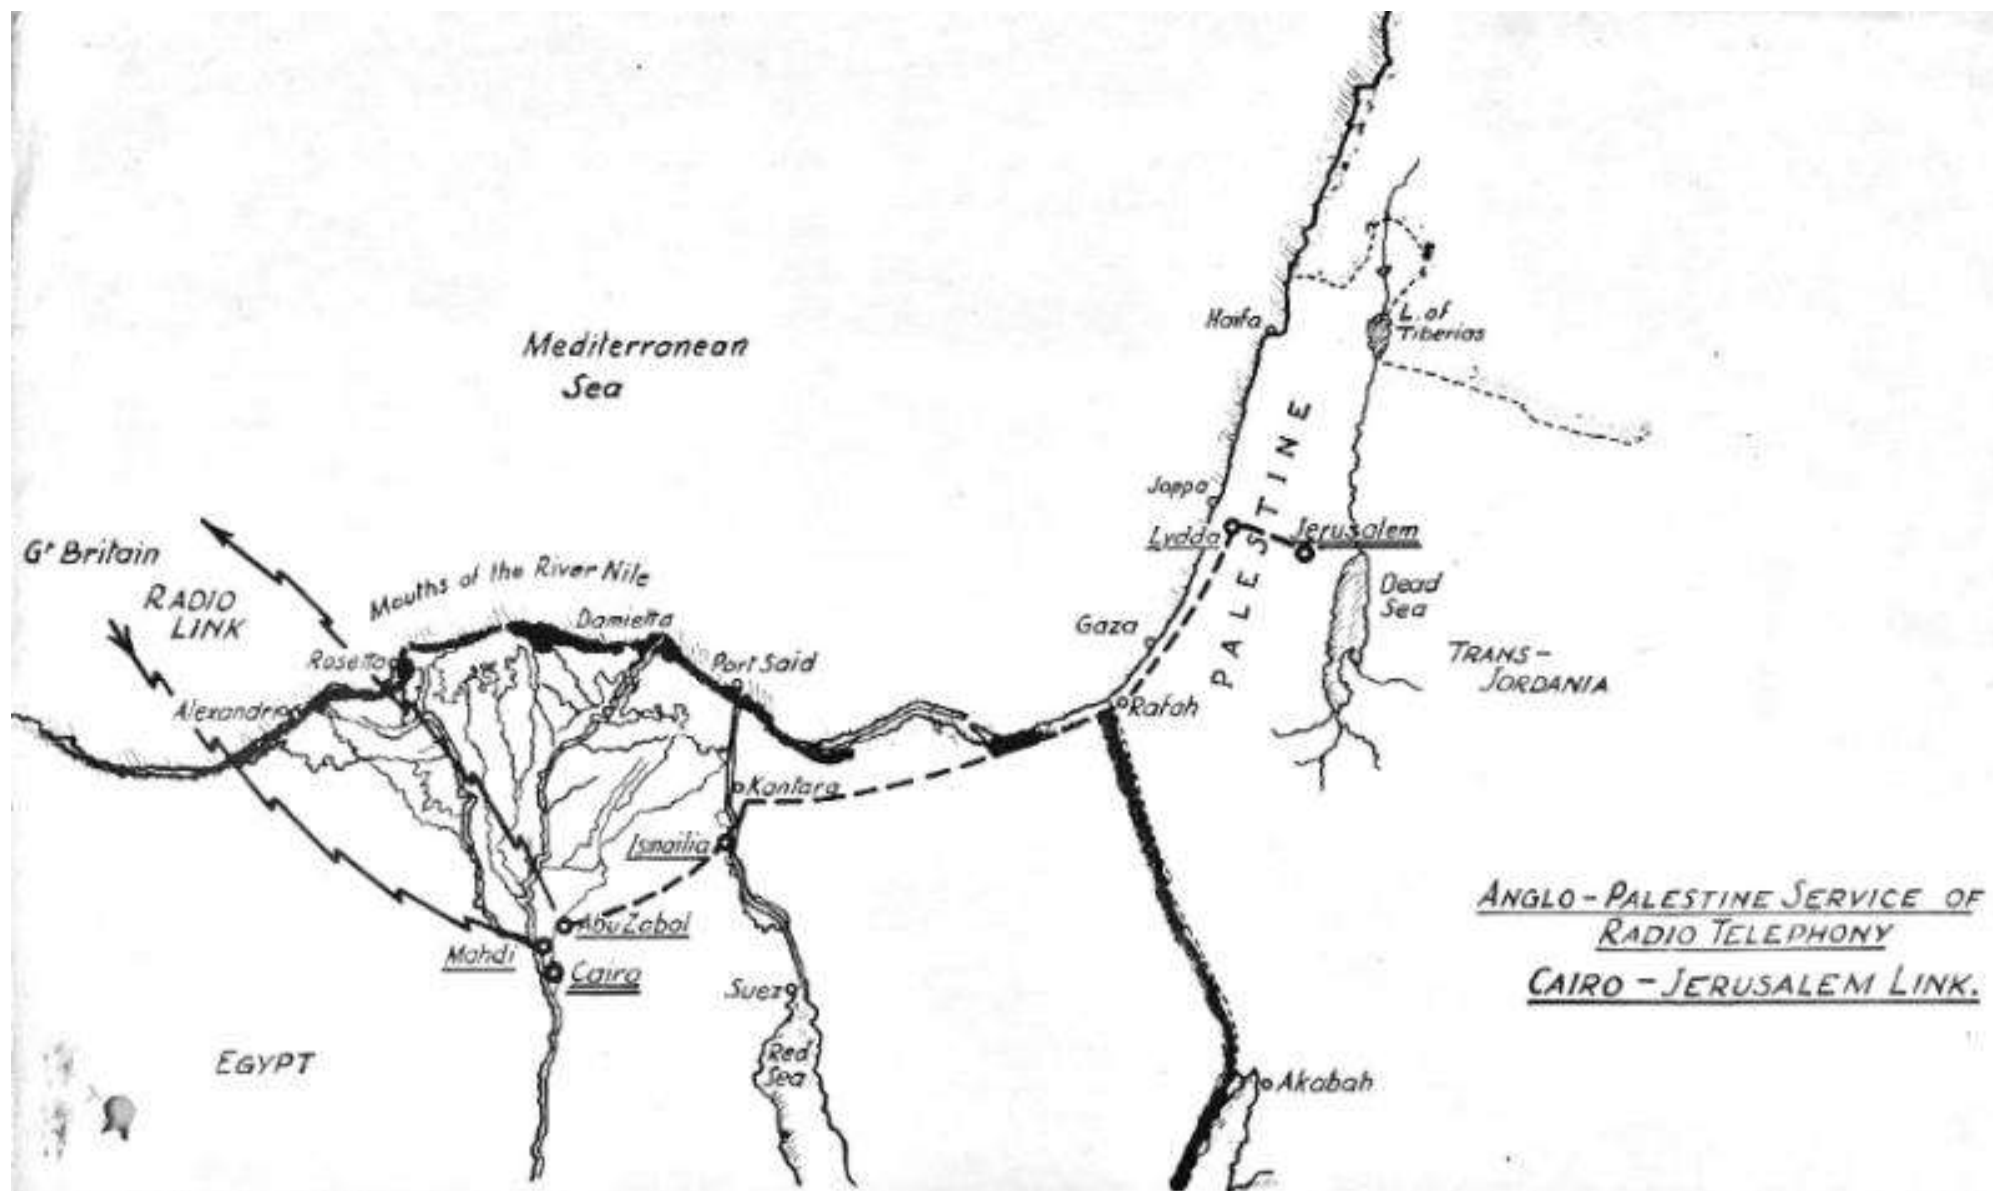 Mediterranean
Sea
Haifa
L. of
Tiberias
PALESTINE
Joppa
Lydda
Jerusalem
Dead
Sea
Gaza
TRANS-
JORDANIA
Rafah
Gt Britain
RADIO
LINK
Mouths of the River Nile
Rosetta
Damietta
Port Said
Alexandria
Kantara
Ismailia
Abu Zabal
Mahdi
Cairo
Suez
Red
Sea
EGYPT
Akabah
ANGLO-PALESTINE SERVICE OF
RADIO TELEPHONY
CAIRO-JERUSALEM LINK.